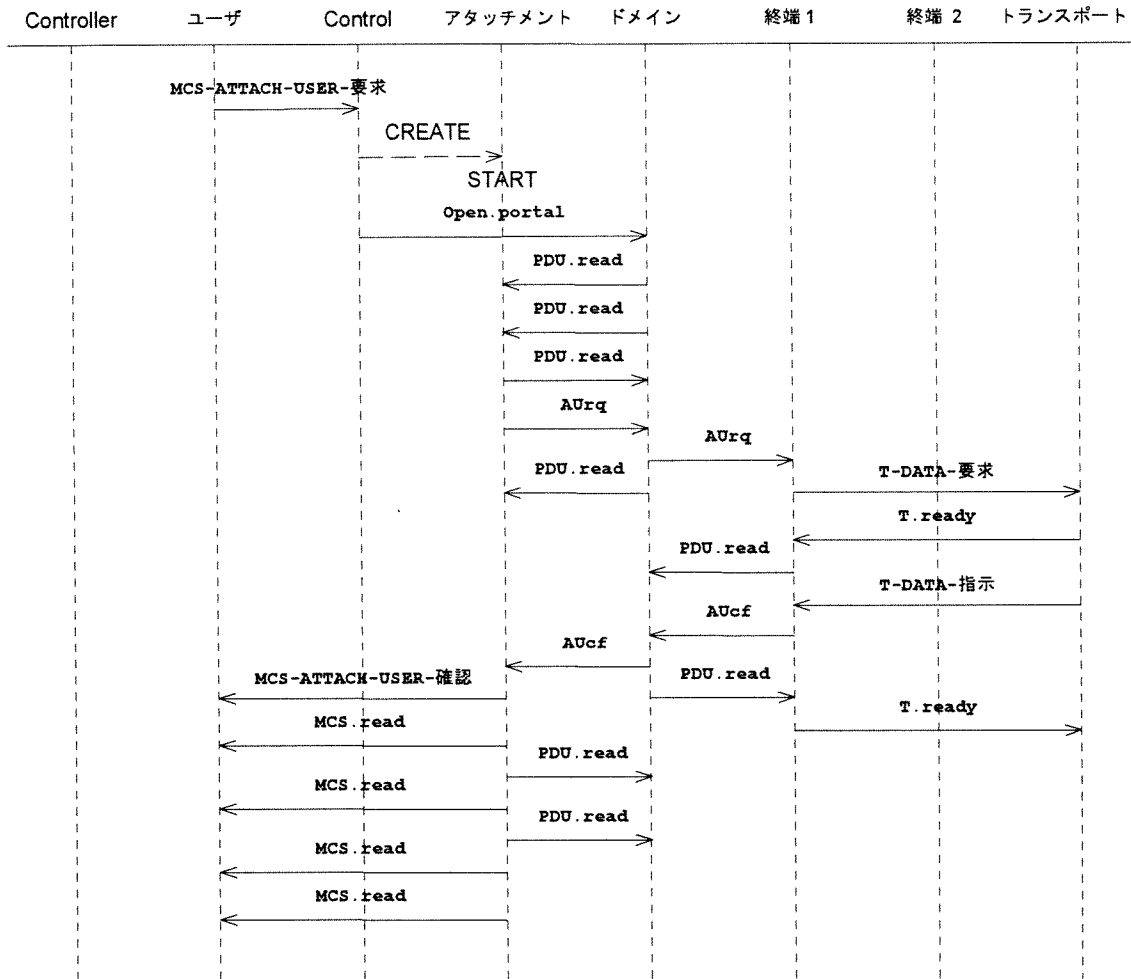 Controller ユーザ Control アタッチメント ドメイン 終端1 終端 2 トランスポート
MCS-ATTACH-USER-要求
CREATE
START
Open.portal
PDU.read
PDU.read
PDU.read
AUrq
AUrq
PDU.read
T-DATA-要求
T.ready
PDU.read
T-DATA-指示
AUcf
AUcf
MCS-ATTACH-USER-確認
PDU.read
T.ready
MCS.read
PDU.read
MCS.read
PDU.read
MCS.read
MCS.read